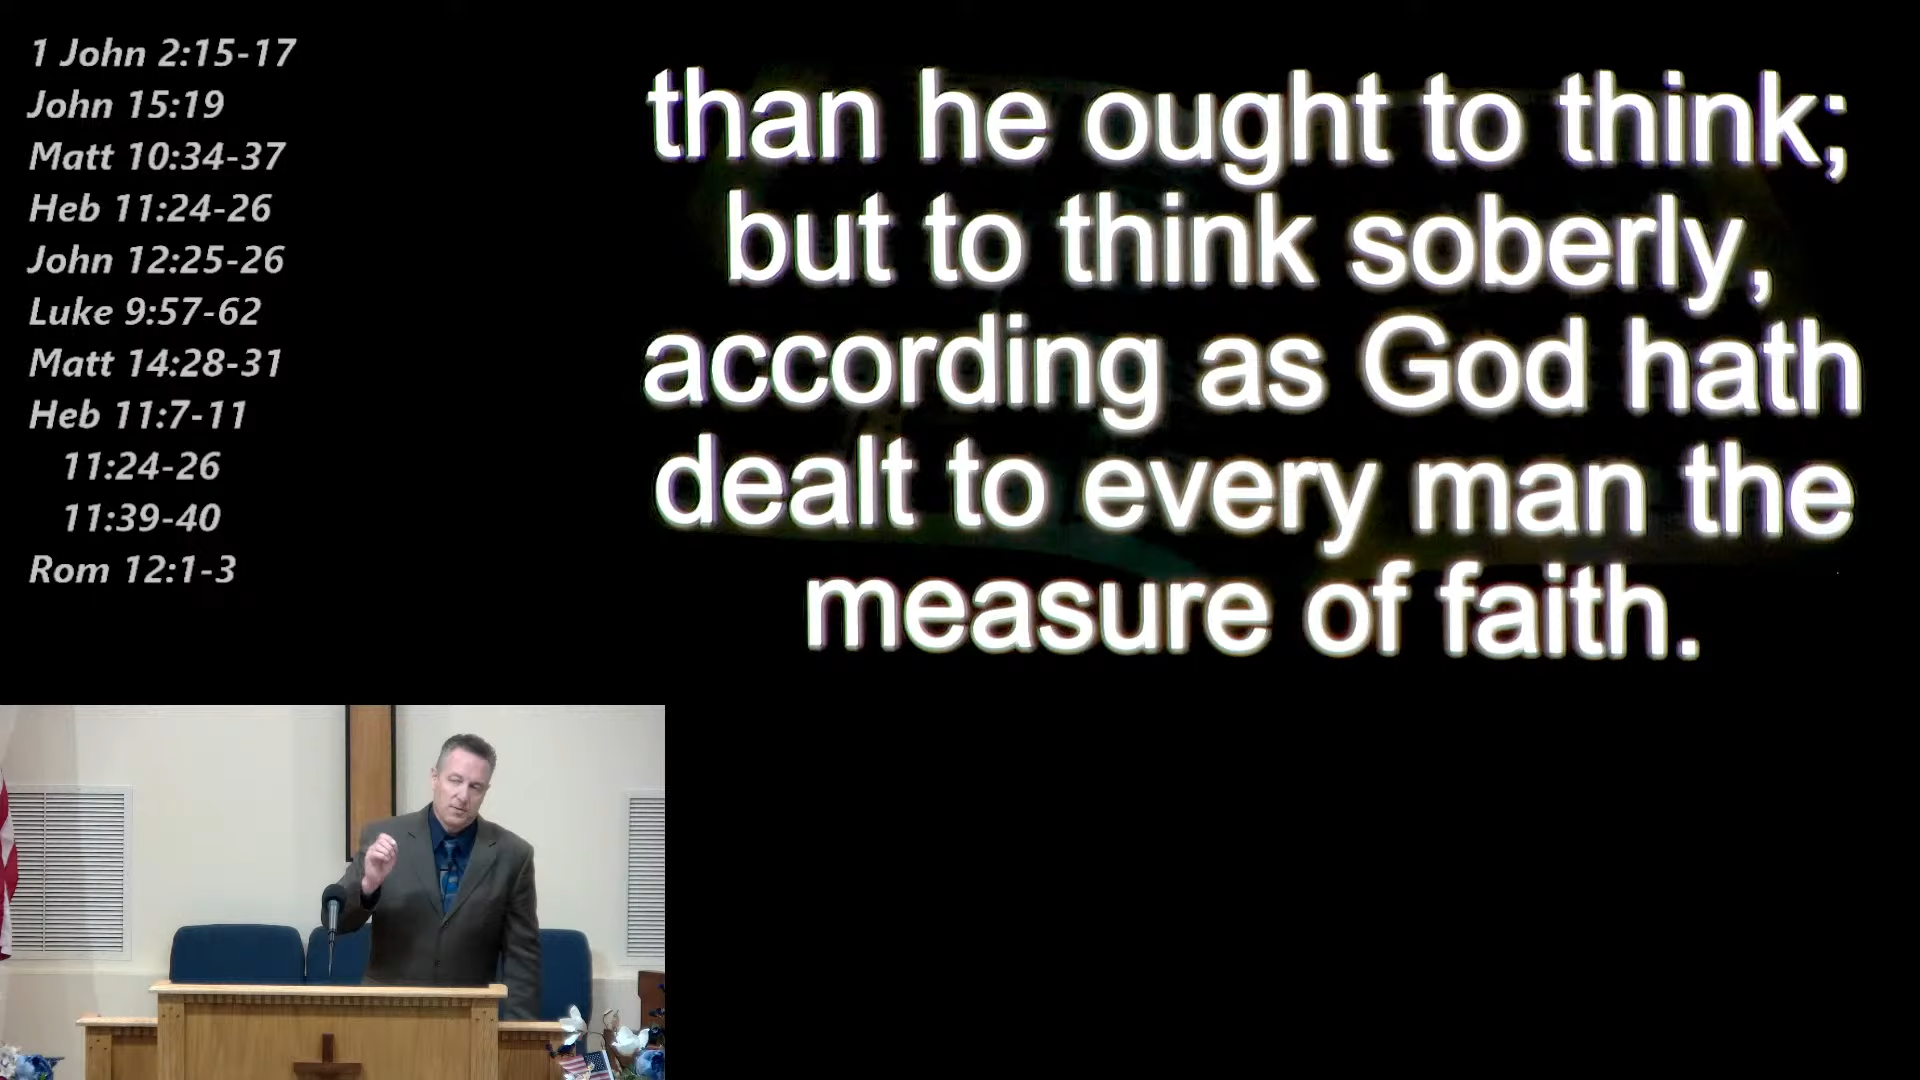 1 John 2:15-17
John 15:19
Matt 10:34-37
Heb 11:24-26
John 12:25-26
Luke 9:57-62
Matt 14:28-31
Heb 11:7-11
11:24-26
11:39-40
Rom 12:1-3
than he ought to think;
but to think soberly,
according as God hath
dealt to every man the
measure of faith.